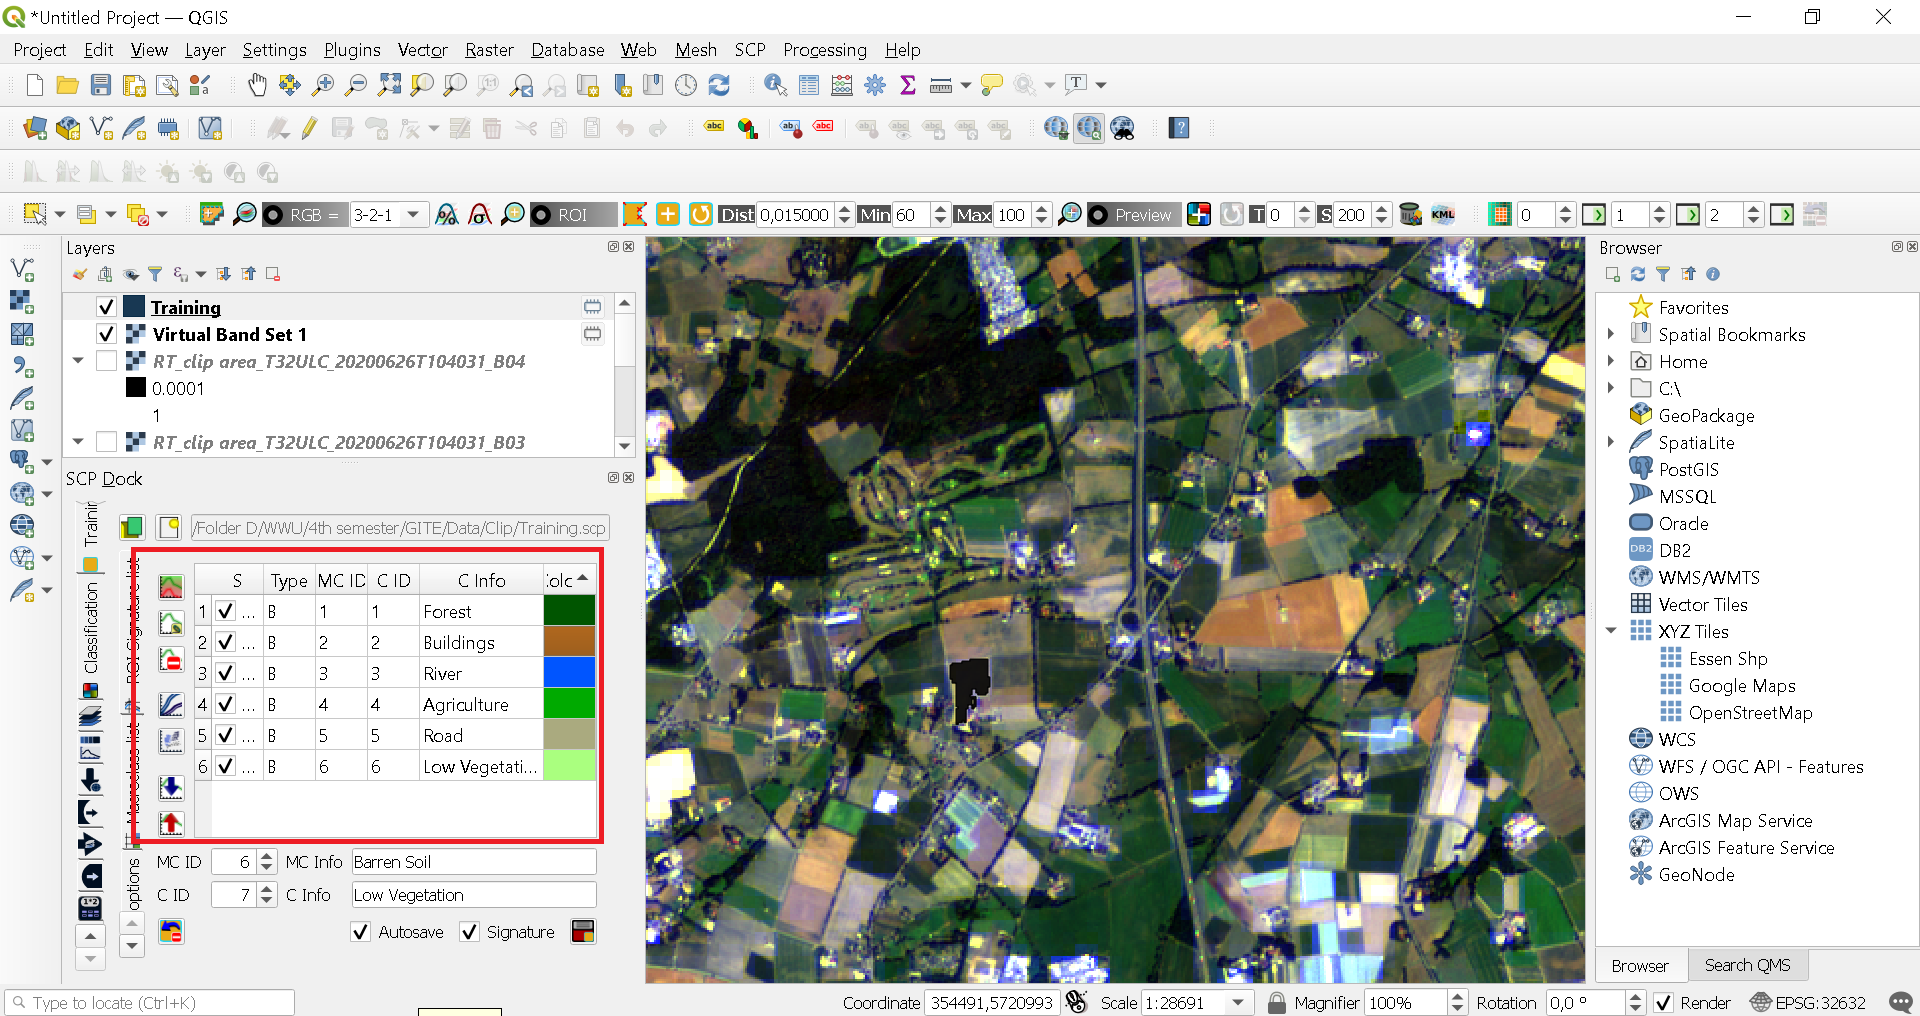 *Untitled Project — QGIS
Project Edit View Layer Settings Plugins Vector Raster Database Web Mesh SCP Processing Help
RGB = 3-2-1 ROI Dist 0,015000 Min 60 Max 100 Preview T 0 S 200 KML 0 1 2
Layers
Training
Virtual Band Set 1
RT_clip area_T32ULC_20200626T104031_B04
0.0001
1
RT_clip area_T32ULC_20200626T104031_B03
SCP Dock
/Folder D/WWU/4th semester/GITE/Data/Clip/Training.scp
Trainin
Classification
ROI Signature list
Macroclass list
options
S Type MC ID C ID C Info Colc
1 ... B 1 1 Forest
2 ... B 2 2 Buildings
3 ... B 3 3 River
4 ... B 4 4 Agriculture
5 ... B 5 5 Road
6 ... B 6 6 Low Vegetati...
MC ID 6 MC Info Barren Soil
C ID 7 C Info Low Vegetation
Autosave Signature
Browser
Favorites
Spatial Bookmarks
Home
C:\
GeoPackage
SpatiaLite
PostGIS
MSSQL
Oracle
DB2 DB2
WMS/WMTS
Vector Tiles
XYZ Tiles
Essen Shp
Google Maps
OpenStreetMap
WCS
WFS / OGC API - Features
OWS
ArcGIS Map Service
ArcGIS Feature Service
GeoNode
Browser Search QMS
Type to locate (Ctrl+K) Coordinate 354491,5720993 Scale 1:28691 Magnifier 100% Rotation 0,0 ° Render EPSG:32632